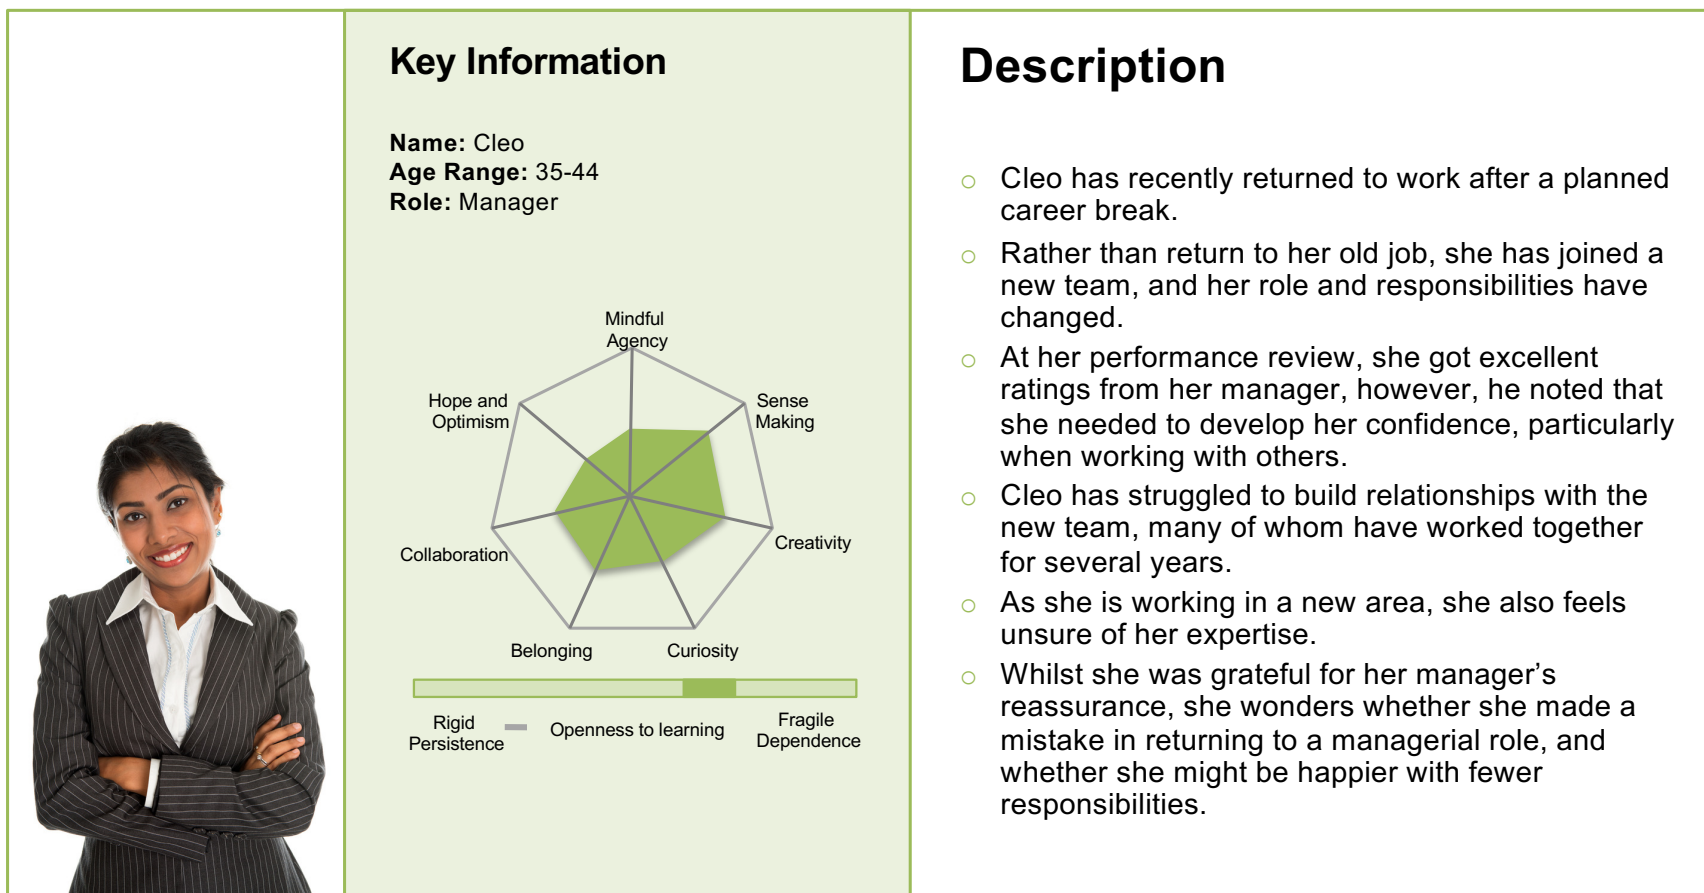 Key Information
Name: Cleo
Age Range: 35-44
Role: Manager
Mindful
Agency
Hope and
Optimism
Sense
Making
Collaboration
Creativity
Belonging
Curiosity
Rigid
Persistence
Openness to learning
Fragile
Dependence
Description
Cleo has recently returned to work after a planned
career break.
Rather than return to her old job, she has joined a
new team, and her role and responsibilities have
changed.
At her performance review, she got excellent
ratings from her manager, however, he noted that
she needed to develop her confidence, particularly
when working with others.
Cleo has struggled to build relationships with the
new team, many of whom have worked together
for several years.
As she is working in a new area, she also feels
unsure of her expertise.
Whilst she was grateful for her manager’s
reassurance, she wonders whether she made a
mistake in returning to a managerial role, and
whether she might be happier with fewer
responsibilities.